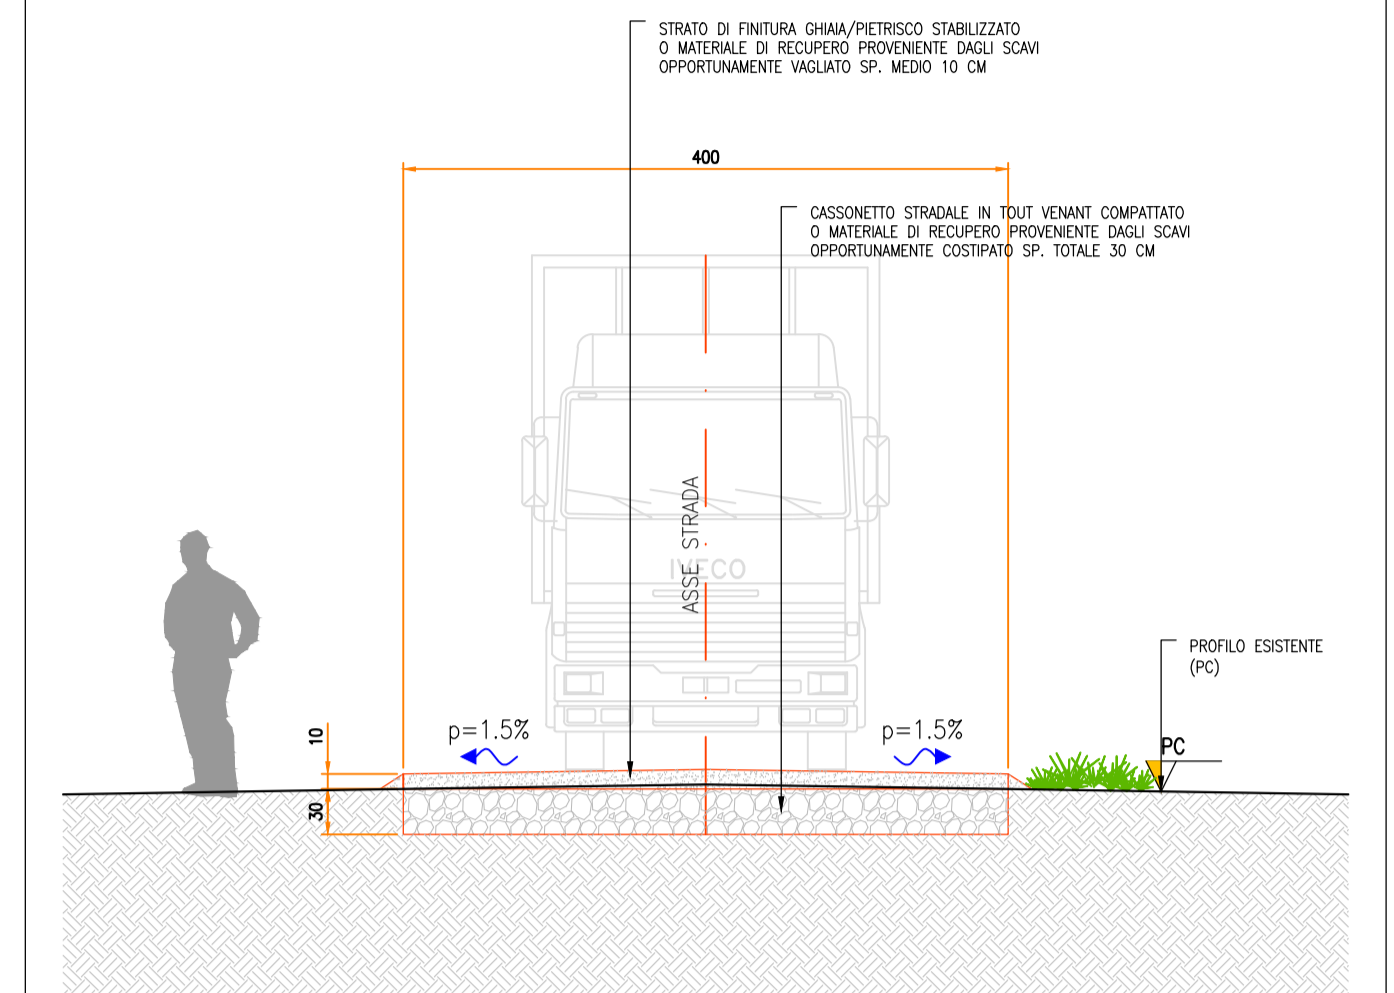 STRATO DI FINITURA GHIAIA/PIETRISCO STABILIZZATO
O MATERIALE DI RECUPERO PROVENIENTE DAGLI SCAVI
OPPORTUNAMENTE VAGLIATO SP. MEDIO 10 CM
400
CASSONETTO STRADALE IN TOUT VENANT COMPATTATO
O MATERIALE DI RECUPERO PROVENIENTE DAGLI SCAVI
OPPORTUNAMENTE COSTIPATO SP. TOTALE 30 CM
ASSE STRADA
IVECO
PROFILO ESISTENTE
(PC)
p=1.5%
p=1.5%
PC
10
30